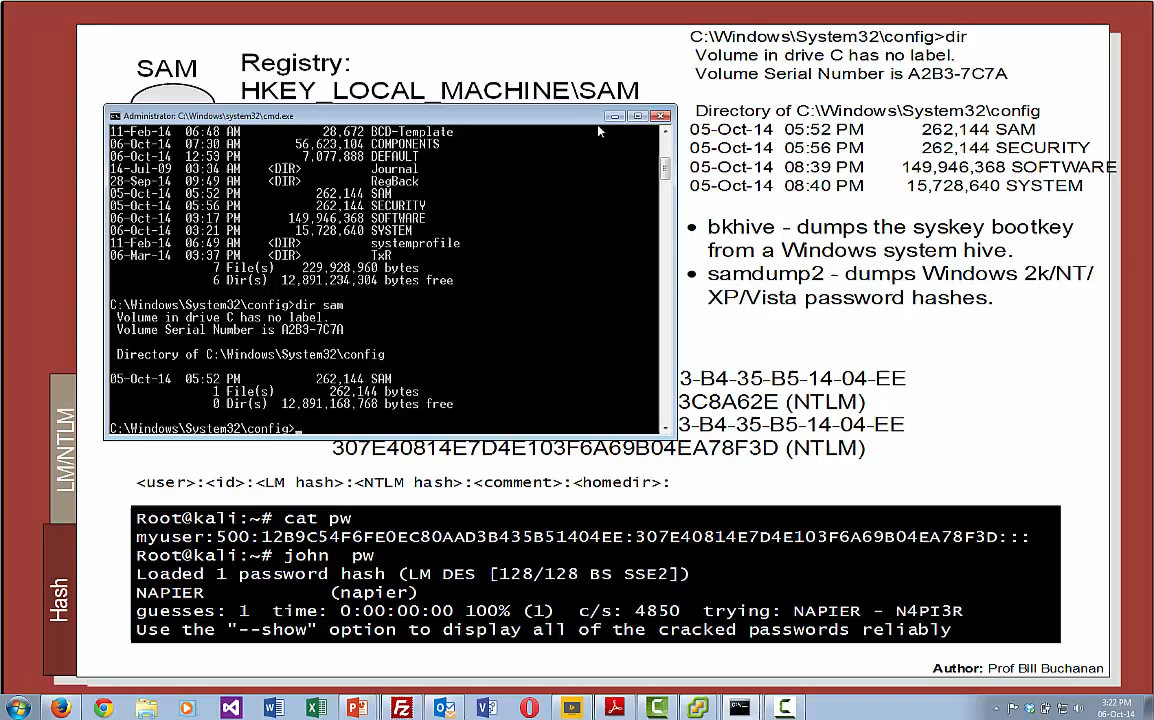 SAM
Registry:
HKEY_LOCAL_MACHINE\SAM
C:\Windows\System32\config>dir
Volume in drive C has no label.
Volume Serial Number is A2B3-7C7A
Directory of C:\Windows\System32\config
05-Oct-14 05:52 PM 262,144 SAM
05-Oct-14 05:56 PM 262,144 SECURITY
05-Oct-14 08:39 PM 149,946,368 SOFTWARE
05-Oct-14 08:40 PM 15,728,640 SYSTEM
• bkhive - dumps the syskey bootkey
from a Windows system hive.
• samdump2 - dumps Windows 2k/NT/
XP/Vista password hashes.
Administrator: C:\Windows\system32\cmd.exe
11-Feb-14 06:48 AM 28,672 BCD-Template
06-Oct-14 07:30 AM 56,623,104 COMPONENTS
06-Oct-14 12:53 PM 7,077,888 DEFAULT
14-Jul-09 03:34 AM <DIR> Journal
28-Sep-14 09:49 AM <DIR> RegBack
05-Oct-14 05:52 PM 262,144 SAM
05-Oct-14 05:56 PM 262,144 SECURITY
06-Oct-14 03:17 PM 149,946,368 SOFTWARE
06-Oct-14 03:21 PM 15,728,640 SYSTEM
11-Feb-14 06:49 AM <DIR> systemprofile
06-Mar-14 03:37 PM <DIR> TxR
7 File(s) 229,928,960 bytes
6 Dir(s) 12,891,234,304 bytes free
C:\Windows\System32\config>dir sam
Volume in drive C has no label.
Volume Serial Number is A2B3-7C7A
Directory of C:\Windows\System32\config
05-Oct-14 05:52 PM 262,144 SAM
1 File(s) 262,144 bytes
0 Dir(s) 12,891,168,768 bytes free
C:\Windows\System32\config>_
3-B4-35-B5-14-04-EE
3C8A62E (NTLM)
3-B4-35-B5-14-04-EE
307E40814E7D4E103F6A69B04EA78F3D (NTLM)
LM/NTLM
<user>:<id>:<LM hash>:<NTLM hash>:<comment>:<homedir>:
Hash
Root@kali:~# cat pw
myuser:500:12B9C54F6FE0EC80AAD3B435B51404EE:307E40814E7D4E103F6A69B04EA78F3D:::
Root@kali:~# john pw
Loaded 1 password hash (LM DES [128/128 BS SSE2])
NAPIER (napier)
guesses: 1 time: 0:00:00:00 100% (1) c/s: 4850 trying: NAPIER - N4PI3R
Use the "--show" option to display all of the cracked passwords reliably
Author: Prof Bill Buchanan
3:22 PM
06-Oct-14